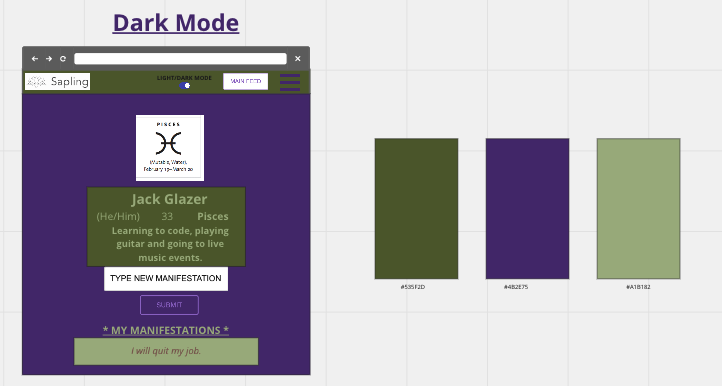 Dark Mode
Sapling
LIGHT/DARK MODE
MAIN FEED
PISCES
(Mutable, Water),
February 19–March 20
Jack Glazer
(He/Him) 33 Pisces
Learning to code, playing
guitar and going to live
music events.
TYPE NEW MANIFESTATION
SUBMIT
* MY MANIFESTATIONS *
I will quit my job.
#535F2D
#4B2E75
#A1B182